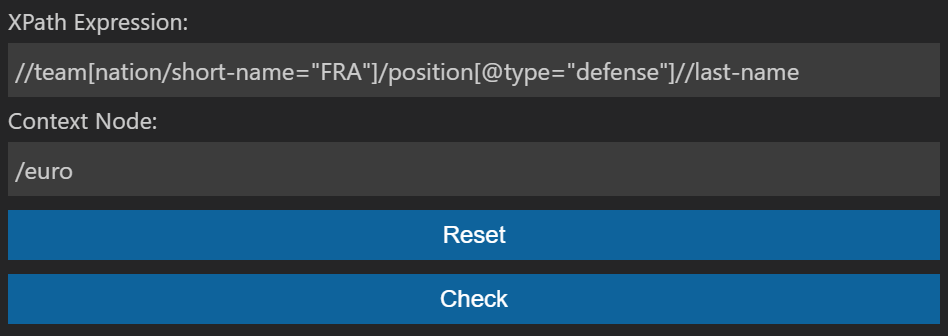 XPath Expression:
//team[nation/short-name="FRA"]/position[@type="defense"]//last-name
Context Node:
/euro
Reset
Check